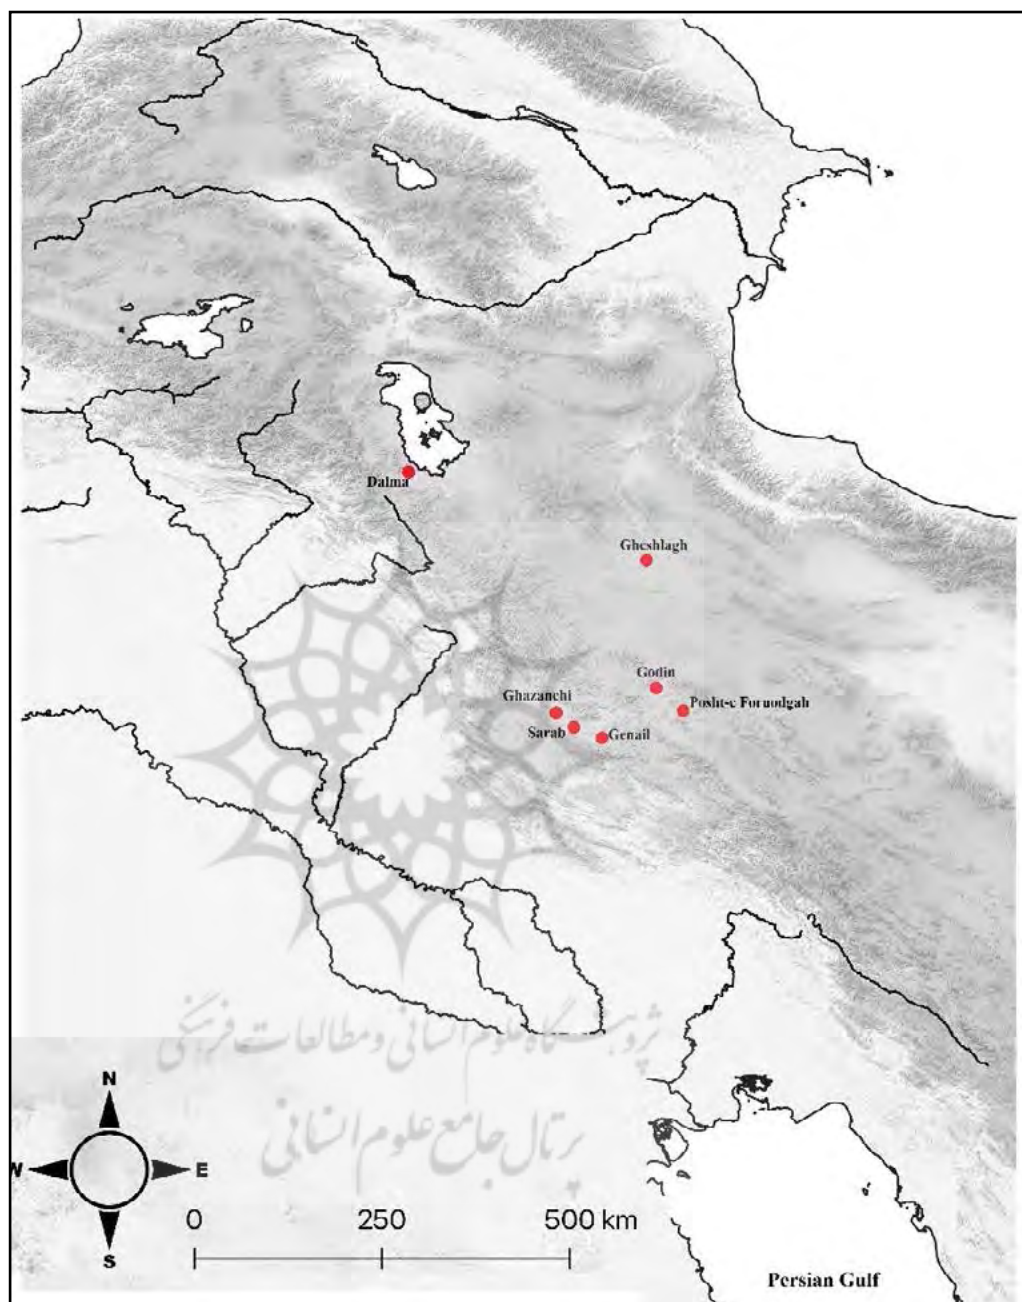 Dalma
Gheshlagh
Godin
Ghazanchi
Posht-e Foruodgah
Sarab
Genail
پژوهشگاه علوم انسانی و مطالعات فرهنگی
پرتال جامع علوم انسانی
N
W
E
S
0 250 500 km
Persian Gulf